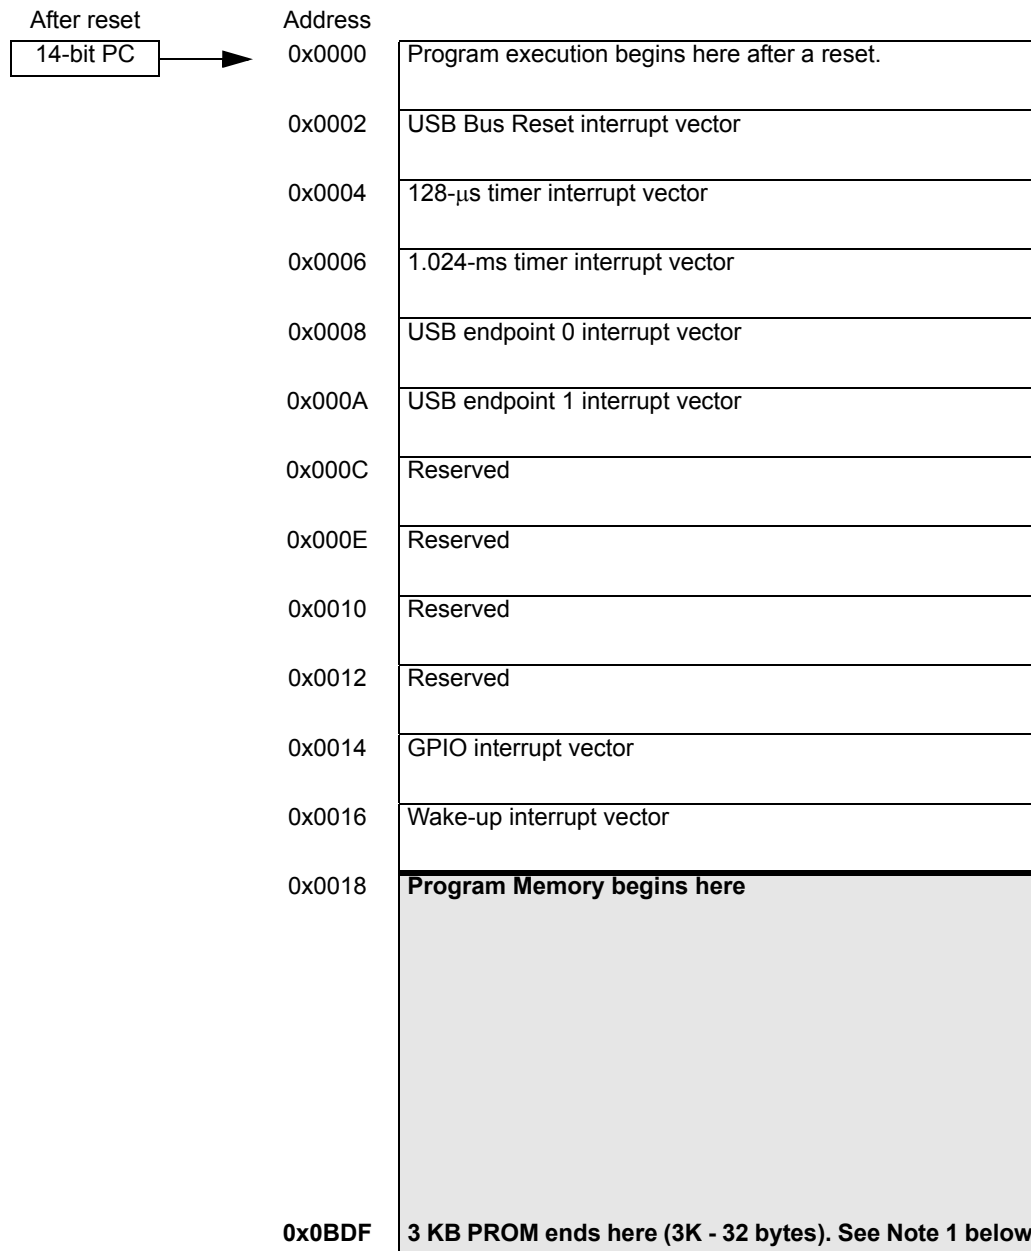 After reset Address
14-bit PC 0x0000 Program execution begins here after a reset.
0x0002 USB Bus Reset interrupt vector
0x0004 128-μs timer interrupt vector
0x0006 1.024-ms timer interrupt vector
0x0008 USB endpoint 0 interrupt vector
0x000A USB endpoint 1 interrupt vector
0x000C Reserved
0x000E Reserved
0x0010 Reserved
0x0012 Reserved
0x0014 GPIO interrupt vector
0x0016 Wake-up interrupt vector
0x0018 Program Memory begins here
0x0BDF 3 KB PROM ends here (3K - 32 bytes). See Note 1 below